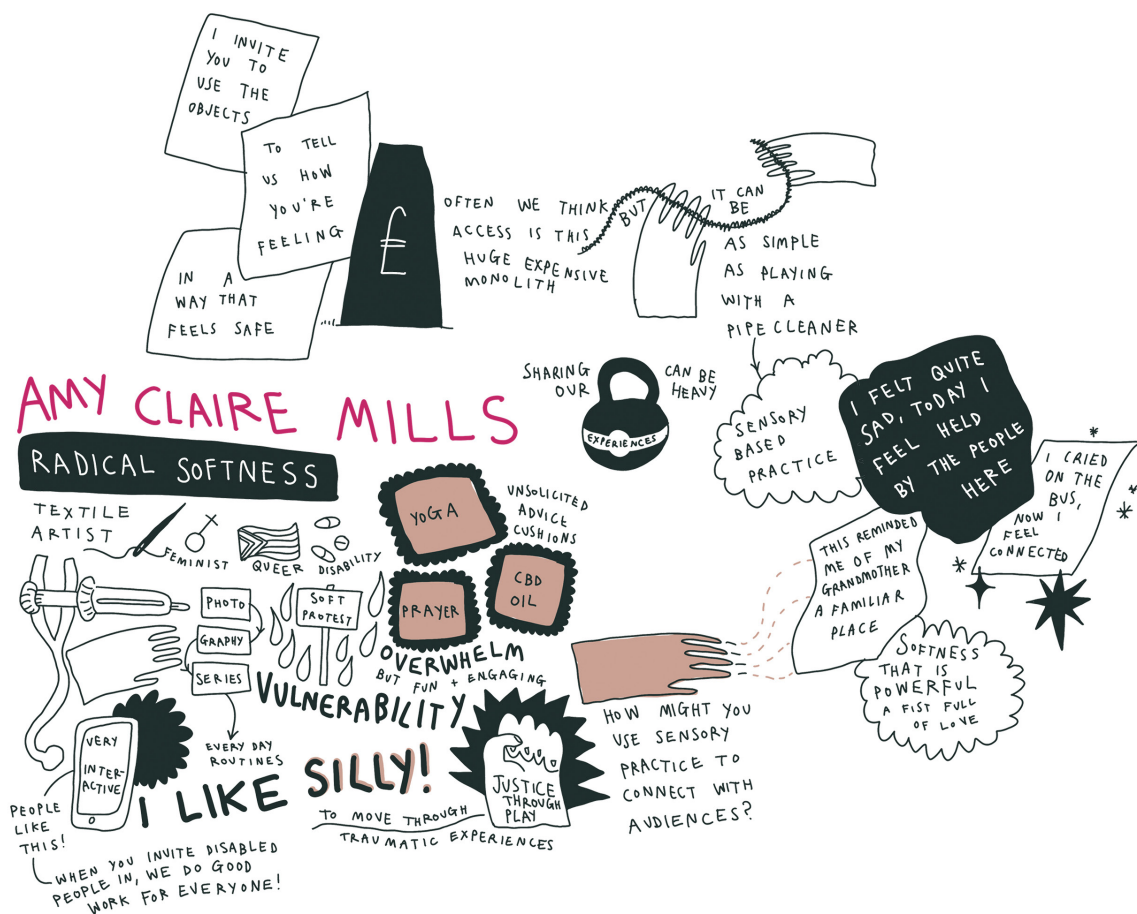 I INVITE
YOU TO
USE THE
OBJECTS
TO TELL
US HOW
YOU'RE
FEELING
IN A
WAY THAT
FEELS SAFE
£
OFTEN WE THINK
ACCESS IS THIS
HUGE EXPENSIVE
MONOLITH
BUT
IT CAN
BE
AS SIMPLE
AS PLAYING
WITH A
PIPE CLEANER
SENSORY
BASED
PRACTICE
SHARING
OUR
EXPERIENCES
CAN BE
HEAVY
I FELT QUITE
SAD, TODAY I
FEEL HELD
BY THE PEOPLE
HERE
I CRIED
ON THE
BUS,
NOW I
FEEL
CONNECTED
THIS REMINDED
ME OF MY
GRANDMOTHER
A FAMILIAR
PLACE
SOFTNESS
THAT IS
POWERFUL
A FIST FULL
OF LOVE
AMY CLAIRE MILLS
RADICAL SOFTNESS
TEXTILE
ARTIST
FEMINIST
QUEER
DISABILITY
PHOTO
GRAPHY
SERIES
EVERY DAY
ROUTINES
SOFT
PROTEST
YOGA
PRAYER
CBD
OIL
UNSOLICITED
ADVICE
CUSHIONS
OVERWHELM
BUT FUN + ENGAGING
VULNERABILITY
VERY
INTER-
ACTIVE
PEOPLE
LIKE
THIS!
WHEN YOU INVITE DISABLED
PEOPLE IN, WE DO GOOD
WORK FOR EVERYONE!
I LIKE SILLY!
TO MOVE THROUGH
TRAUMATIC EXPERIENCES
JUSTICE
THROUGH
PLAY
HOW MIGHT YOU
USE SENSORY
PRACTICE TO
CONNECT WITH
AUDIENCES?